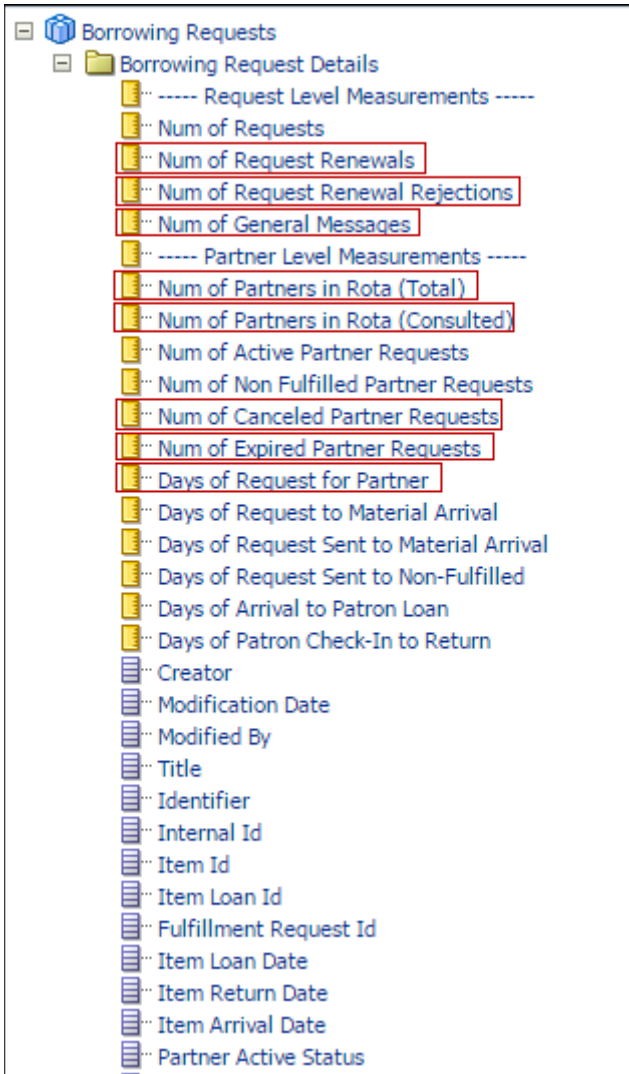 Borrowing Requests
Borrowing Request Details
----- Request Level Measurements -----
Num of Requests
Num of Request Renewals
Num of Request Renewal Rejections
Num of General Messages
----- Partner Level Measurements -----
Num of Partners in Rota (Total)
Num of Partners in Rota (Consulted)
Num of Active Partner Requests
Num of Non Fulfilled Partner Requests
Num of Canceled Partner Requests
Num of Expired Partner Requests
Days of Request for Partner
Days of Request to Material Arrival
Days of Request Sent to Material Arrival
Days of Request Sent to Non-Fulfilled
Days of Arrival to Patron Loan
Days of Patron Check-In to Return
Creator
Modification Date
Modified By
Title
Identifier
Internal Id
Item Id
Item Loan Id
Fulfillment Request Id
Item Loan Date
Item Return Date
Item Arrival Date
Partner Active Status